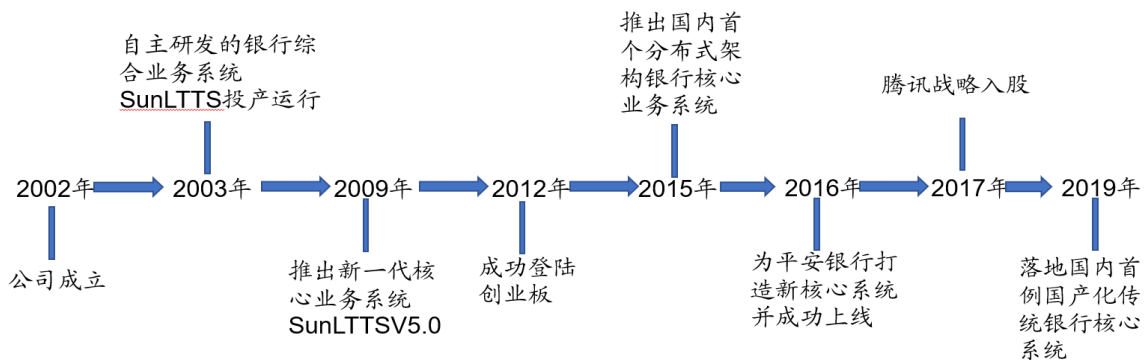 自主研发的银行综
合业务系统
SunLTTS投产运行
推出国内首
个分布式架
构银行核心
业务系统
腾讯战略入股
2002年
2003年
2009年
2012年
2015年
2016年
2017年
2019年
公司成立
推出新一代核
心业务系统
SunLTTSV5.0
成功登陆
创业板
为平安银行打
造新核心系统
并成功上线
落地国内首
例国产化传
统银行核心
系统